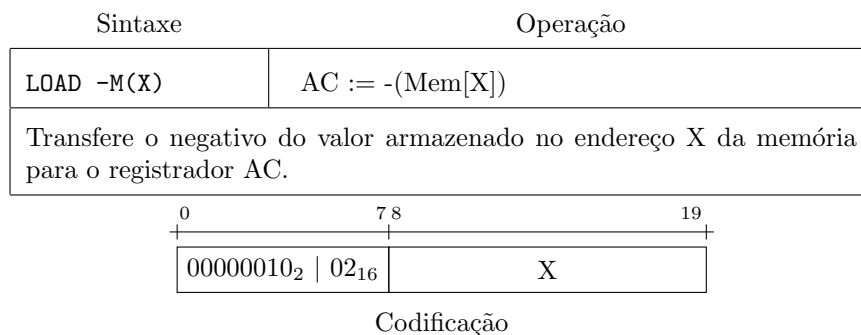 Sintaxe Operação
LOAD -M(X) AC := -(Mem[X])
Transfere o negativo do valor armazenado no endereço X da memória
para o registrador AC.
0 7 8 19
00000010₂ | 02₁₆ X
Codificação